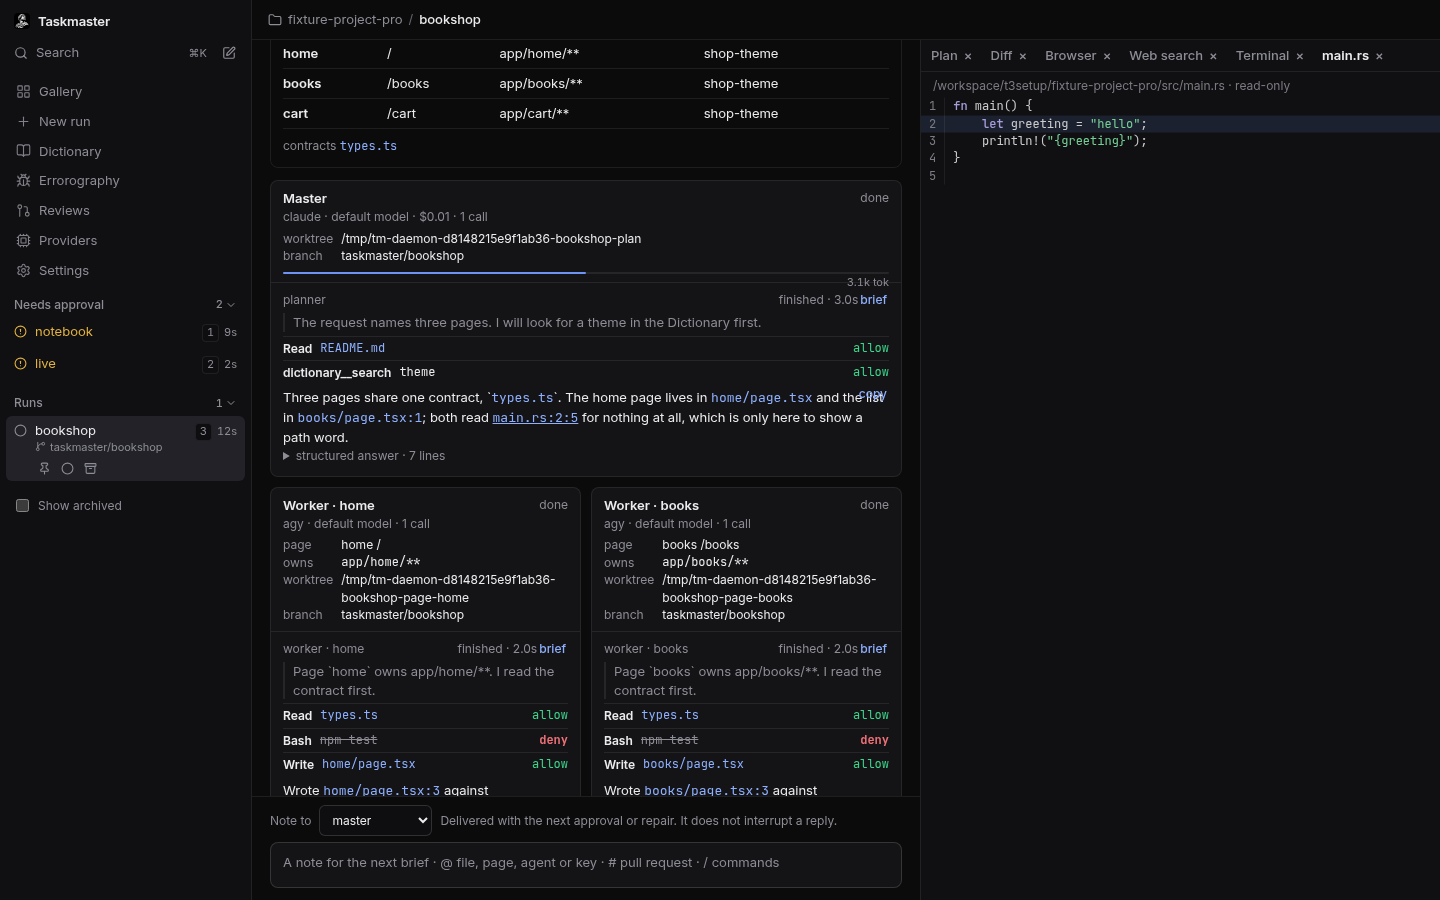 Taskmaster
Search ⌘K
Gallery
New run
Dictionary
Errorography
Reviews
Providers
Settings
Needs approval 2
notebook 1 9s
live 2 2s
Runs 1
bookshop 3 12s
taskmaster/bookshop
Show archived
fixture-project-pro / bookshop
home / app/home/** shop-theme
books /books app/books/** shop-theme
cart /cart app/cart/** shop-theme
contracts types.ts
Master done
claude · default model · $0.01 · 1 call
worktree /tmp/tm-daemon-d8148215e9f1ab36-bookshop-plan
branch taskmaster/bookshop
3.1k tok
planner finished · 3.0s brief
The request names three pages. I will look for a theme in the Dictionary first.
Read README.md allow
dictionary__search theme allow
copy
Three pages share one contract, `types.ts`. The home page lives in home/page.tsx and the list
in books/page.tsx:1; both read main.rs:2:5 for nothing at all, which is only here to show a
path word.
structured answer · 7 lines
Worker · home done
agy · default model · 1 call
page home /
owns app/home/**
worktree /tmp/tm-daemon-d8148215e9f1ab36-
bookshop-page-home
branch taskmaster/bookshop
worker · home finished · 2.0s brief
Page `home` owns app/home/**. I read the
contract first.
Read types.ts allow
Bash npm test deny
Write home/page.tsx allow
Wrote home/page.tsx:3 against
Worker · books done
agy · default model · 1 call
page books /books
owns app/books/**
worktree /tmp/tm-daemon-d8148215e9f1ab36-
bookshop-page-books
branch taskmaster/bookshop
worker · books finished · 2.0s brief
Page `books` owns app/books/**. I read the
contract first.
Read types.ts allow
Bash npm test deny
Write books/page.tsx allow
Wrote books/page.tsx:3 against
Note to master Delivered with the next approval or repair. It does not interrupt a reply.
A note for the next brief · @ file, page, agent or key · # pull request · / commands
Plan × Diff × Browser × Web search × Terminal × main.rs ×
/workspace/t3setup/fixture-project-pro/src/main.rs · read-only
1 fn main() {
2 let greeting = "hello";
3 println!("{greeting}");
4 }
5